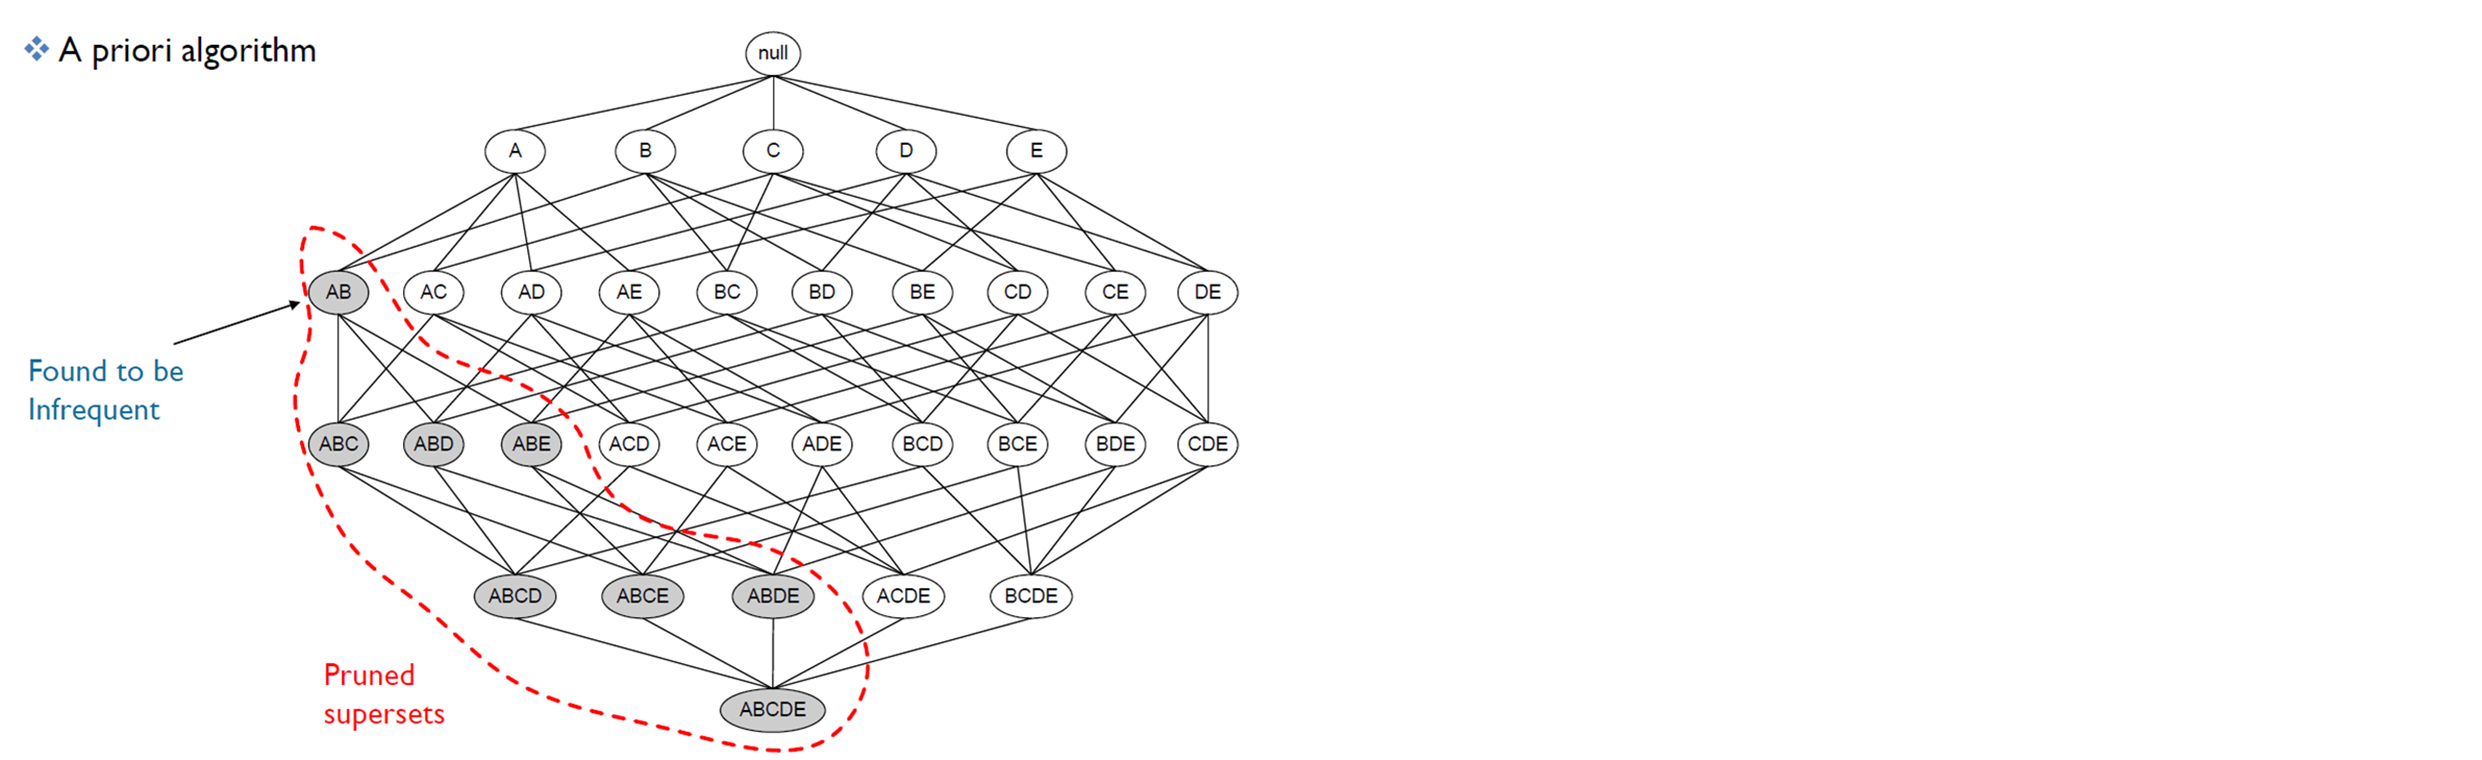 A priori algorithm
null
A B C D E
AB AC AD AE BC BD BE CD CE DE
Found to be
Infrequent
ABC ABD ABE ACD ACE ADE BCD BCE BDE CDE
ABCD ABCE ABDE ACDE BCDE
Pruned
supersets
ABCDE